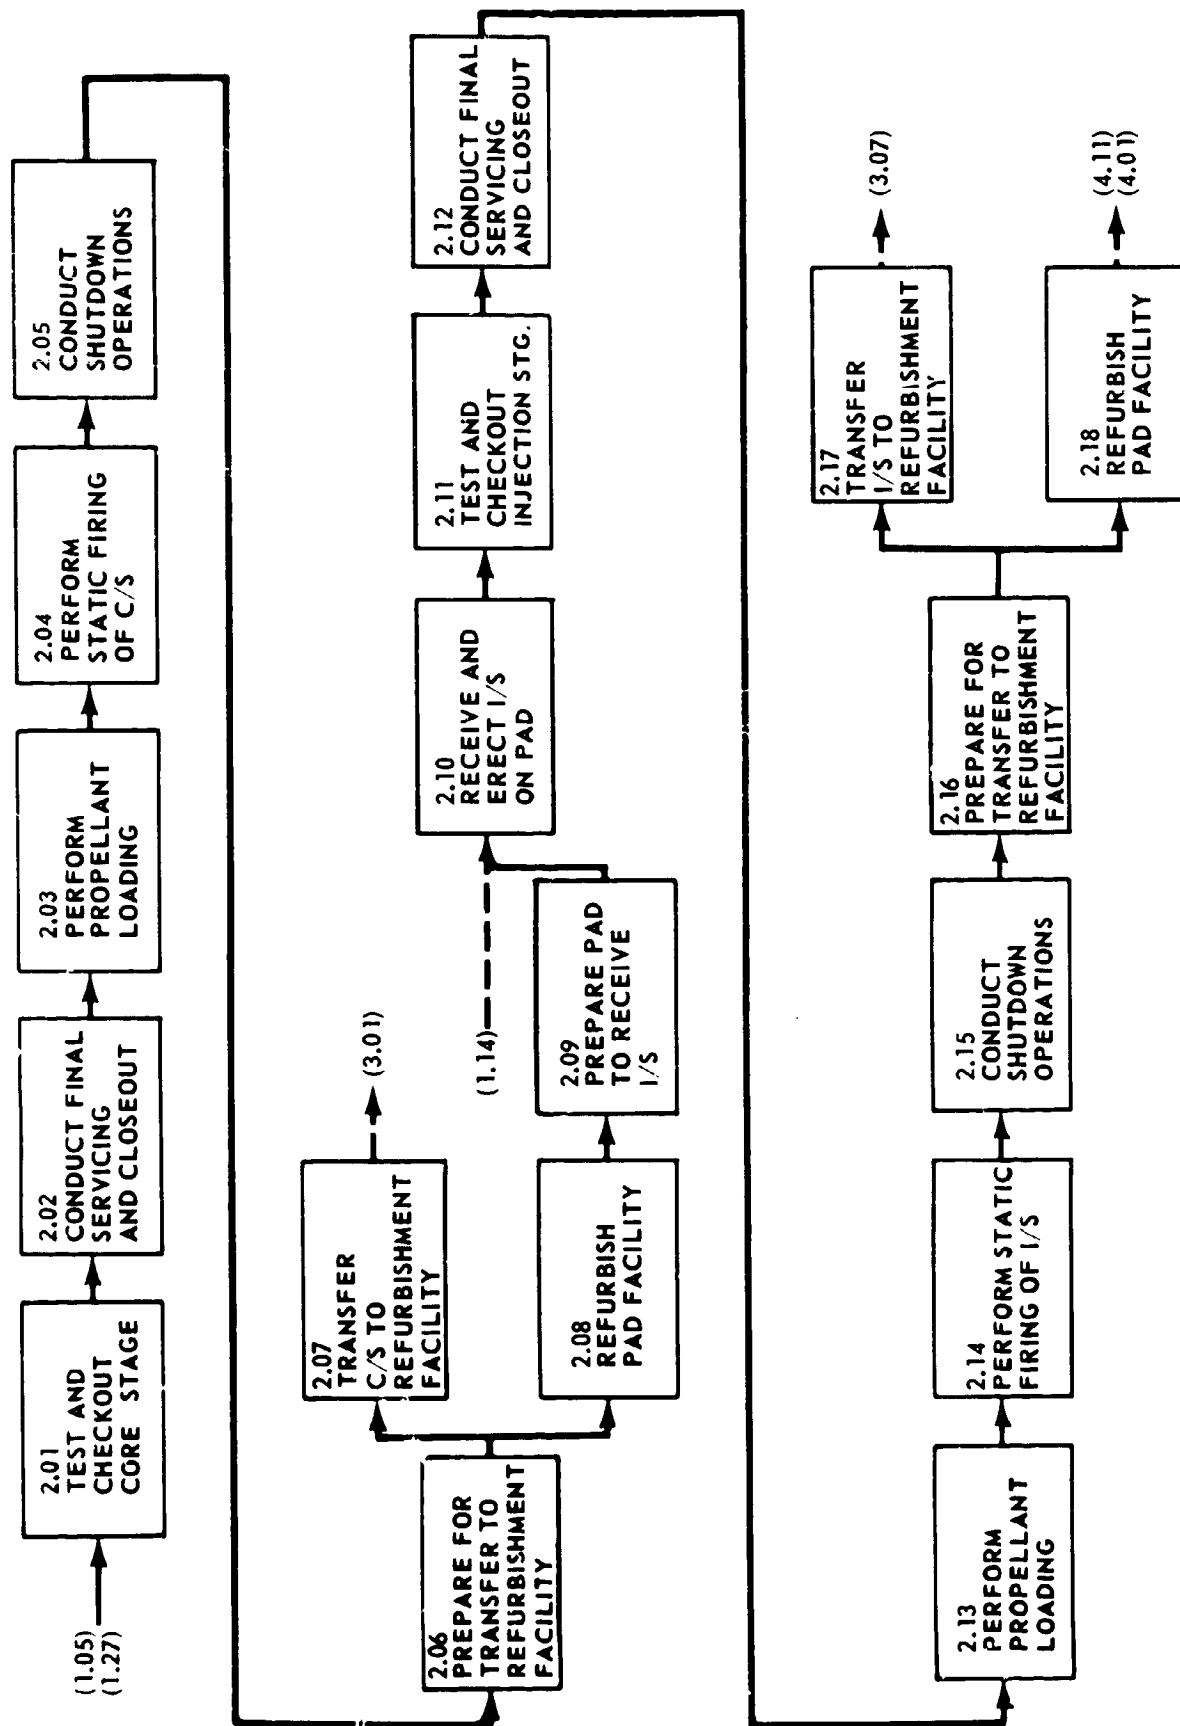 (1.05)
(1.27)
2.01
TEST AND
CHECKOUT
CORE STAGE
2.02
CONDUCT FINAL
SERVICING
AND CLOSEOUT
2.03
PERFORM
PROPELLANT
LOADING
2.04
PERFORM
STATIC FIRING
OF C/S
2.05
CONDUCT
SHUTDOWN
OPERATIONS
2.06
PREPARE FOR
TRANSFER TO
REFURBISHMENT
FACILITY
2.07
TRANSFER
C/S TO
REFURBISHMENT
FACILITY
(3.01)
2.08
REFURBISH
PAD FACILITY
2.09
PREPARE PAD
TO RECEIVE
I/S
(1.14)
2.10
RECEIVE AND
ERECT I/S
ON PAD
2.11
TEST AND
CHECKOUT
INJECTION STG.
2.12
CONDUCT FINAL
SERVICING
AND CLOSEOUT
2.13
PERFORM
PROPELLANT
LOADING
2.14
PERFORM STATIC
FIRING OF I/S
2.15
CONDUCT
SHUTDOWN
OPERATIONS
2.16
PREPARE FOR
TRANSFER TO
REFURBISHMENT
FACILITY
2.17
TRANSFER
I/S TO
REFURBISHMENT
FACILITY
(3.07)
2.18
REFURBISH
PAD FACILITY
(4.11)
(4.01)